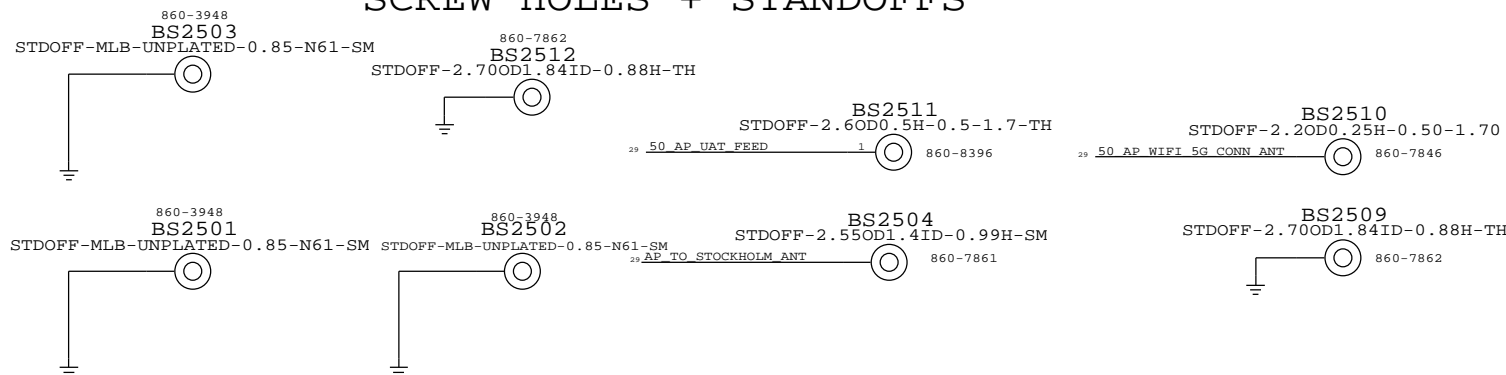 SCREW HOLES + STANDOFFS
860-3948
BS2503
STDOFF-MLB-UNPLATED-0.85-N61-SM
860-7862
BS2512
STDOFF-2.70OD1.84ID-0.88H-TH
BS2511
STDOFF-2.6OD0.5H-0.5-1.7-TH
29 50_AP_UAT_FEED 1
860-8396
BS2510
STDOFF-2.2OD0.25H-0.50-1.70
29 50_AP_WIFI_5G_CONN_ANT
860-7846
860-3948
BS2501
STDOFF-MLB-UNPLATED-0.85-N61-SM
860-3948
BS2502
STDOFF-MLB-UNPLATED-0.85-N61-SM
BS2504
STDOFF-2.55OD1.4ID-0.99H-SM
29 AP_TO_STOCKHOLM_ANT
860-7861
BS2509
STDOFF-2.70OD1.84ID-0.88H-TH
860-7862